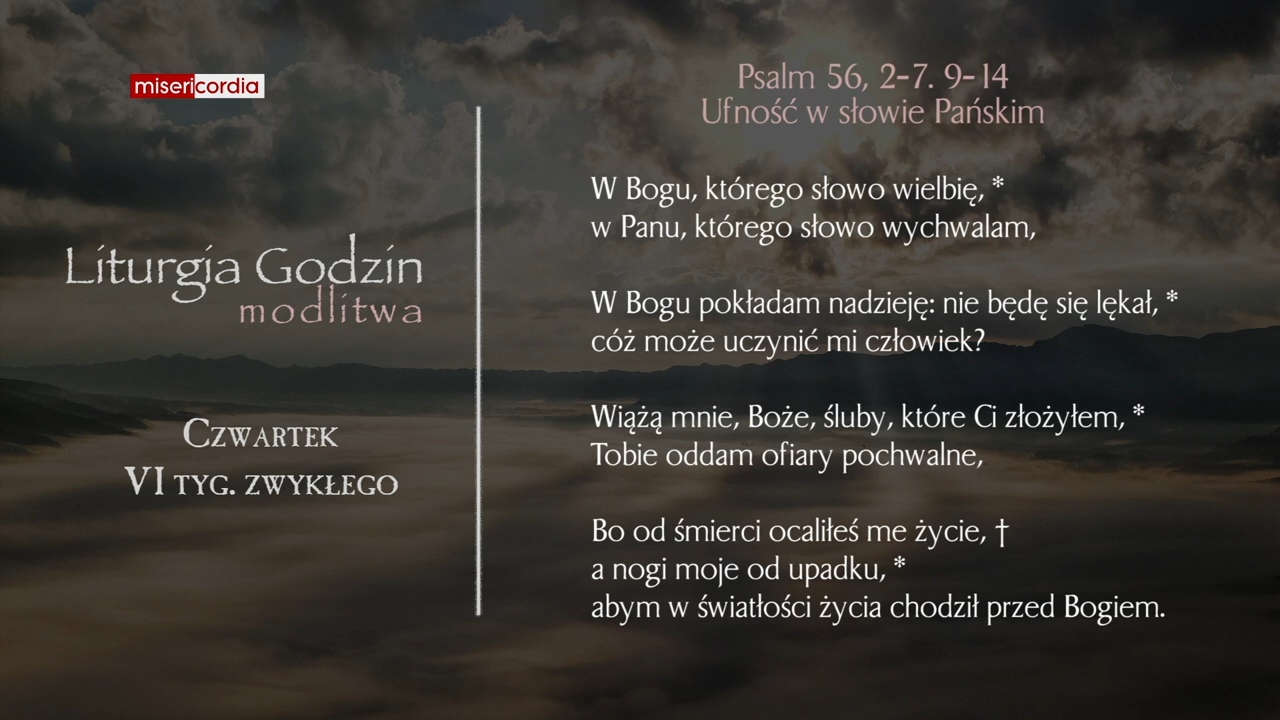 misericordia
Liturgia Godzin
modlitwa
Czwartek
VI tyg. zwykłego
Psalm 56, 2-7. 9-14
Ufność w słowie Pańskim
W Bogu, którego słowo wielbię, *
w Panu, którego słowo wychwalam,
W Bogu pokładam nadzieję: nie będę się lękał, *
cóż może uczynić mi człowiek?
Wiążą mnie, Boże, śluby, które Ci złożyłem, *
Tobie oddam ofiary pochwalne,
Bo od śmierci ocaliłeś me życie, †
a nogi moje od upadku, *
abym w światłości życia chodził przed Bogiem.